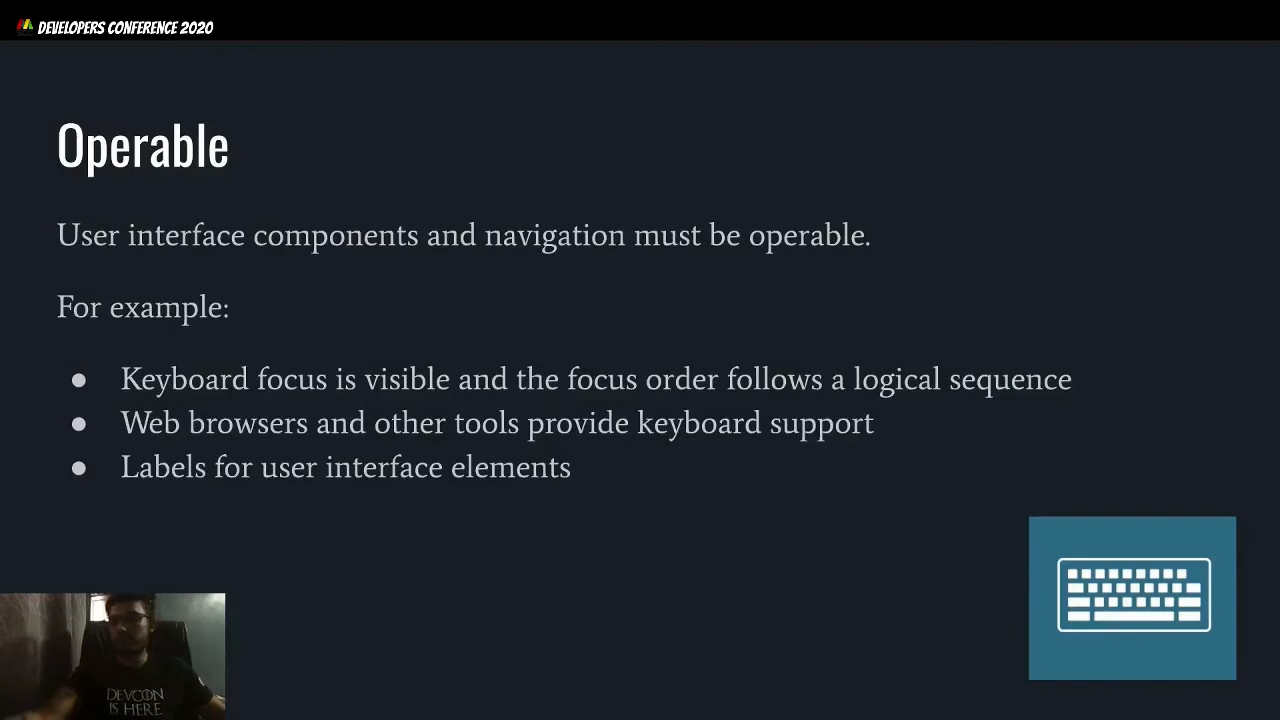 DEVELOPERS CONFERENCE 2020
Operable
User interface components and navigation must be operable.
For example:
● Keyboard focus is visible and the focus order follows a logical sequence
● Web browsers and other tools provide keyboard support
● Labels for user interface elements
DEVCON
IS HERE